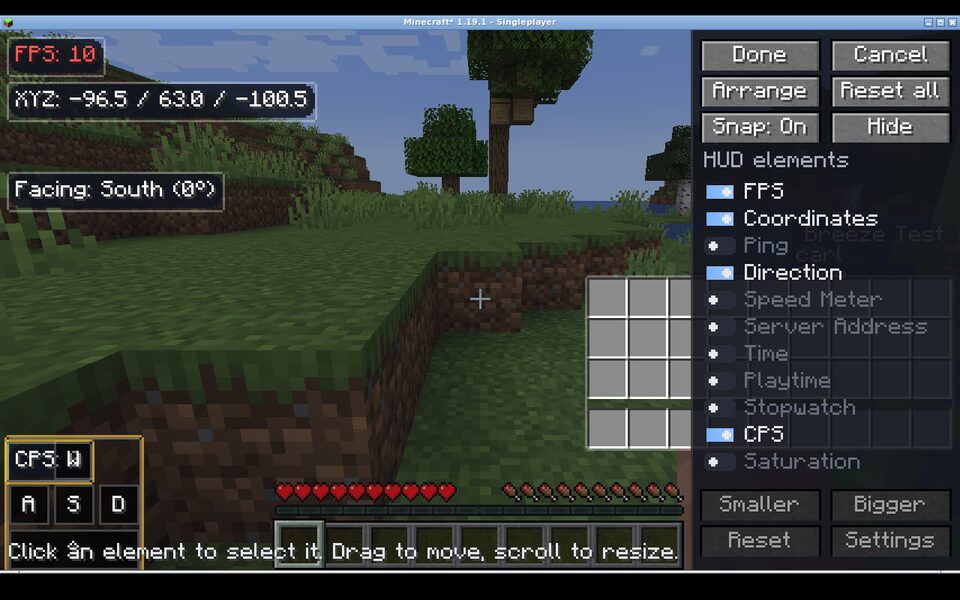 Minecraft* 1.19.1 - Singleplayer
FPS: 10
XYZ: -96.5 / 63.0 / -100.5
Facing: South (0°)
Done
Cancel
Arrange
Reset all
Snap: On
Hide
HUD elements
FPS
Coordinates
Ping
Breeze Test
carl
Direction
Speed Meter
Server Address
Time
Playtime
Stopwatch
CPS
Saturation
Smaller
Bigger
Reset
Settings
CPS:
W
A
S
D
Click an element to select it. Drag to move, scroll to resize.